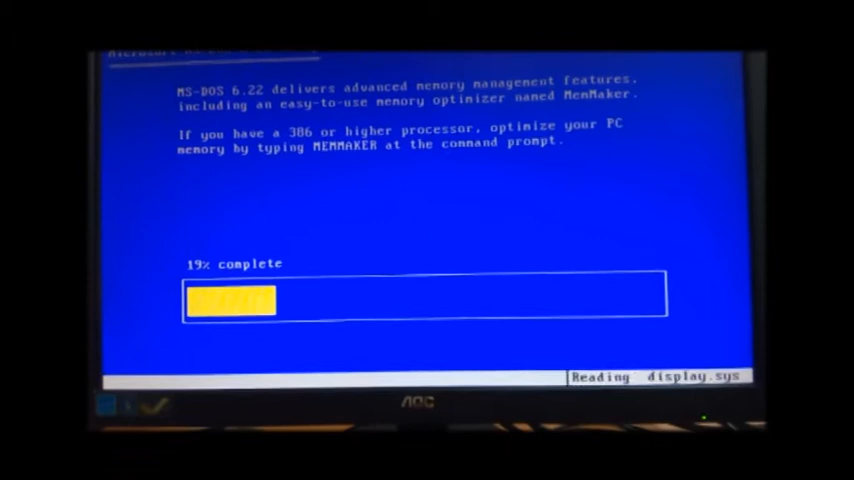 MS-DOS 6.22 delivers advanced memory management features,
including an easy-to-use memory optimizer named MemMaker.
If you have a 386 or higher processor, optimize your PC
memory by typing MEMMAKER at the command prompt.
19% complete
Reading display.sys
AOC